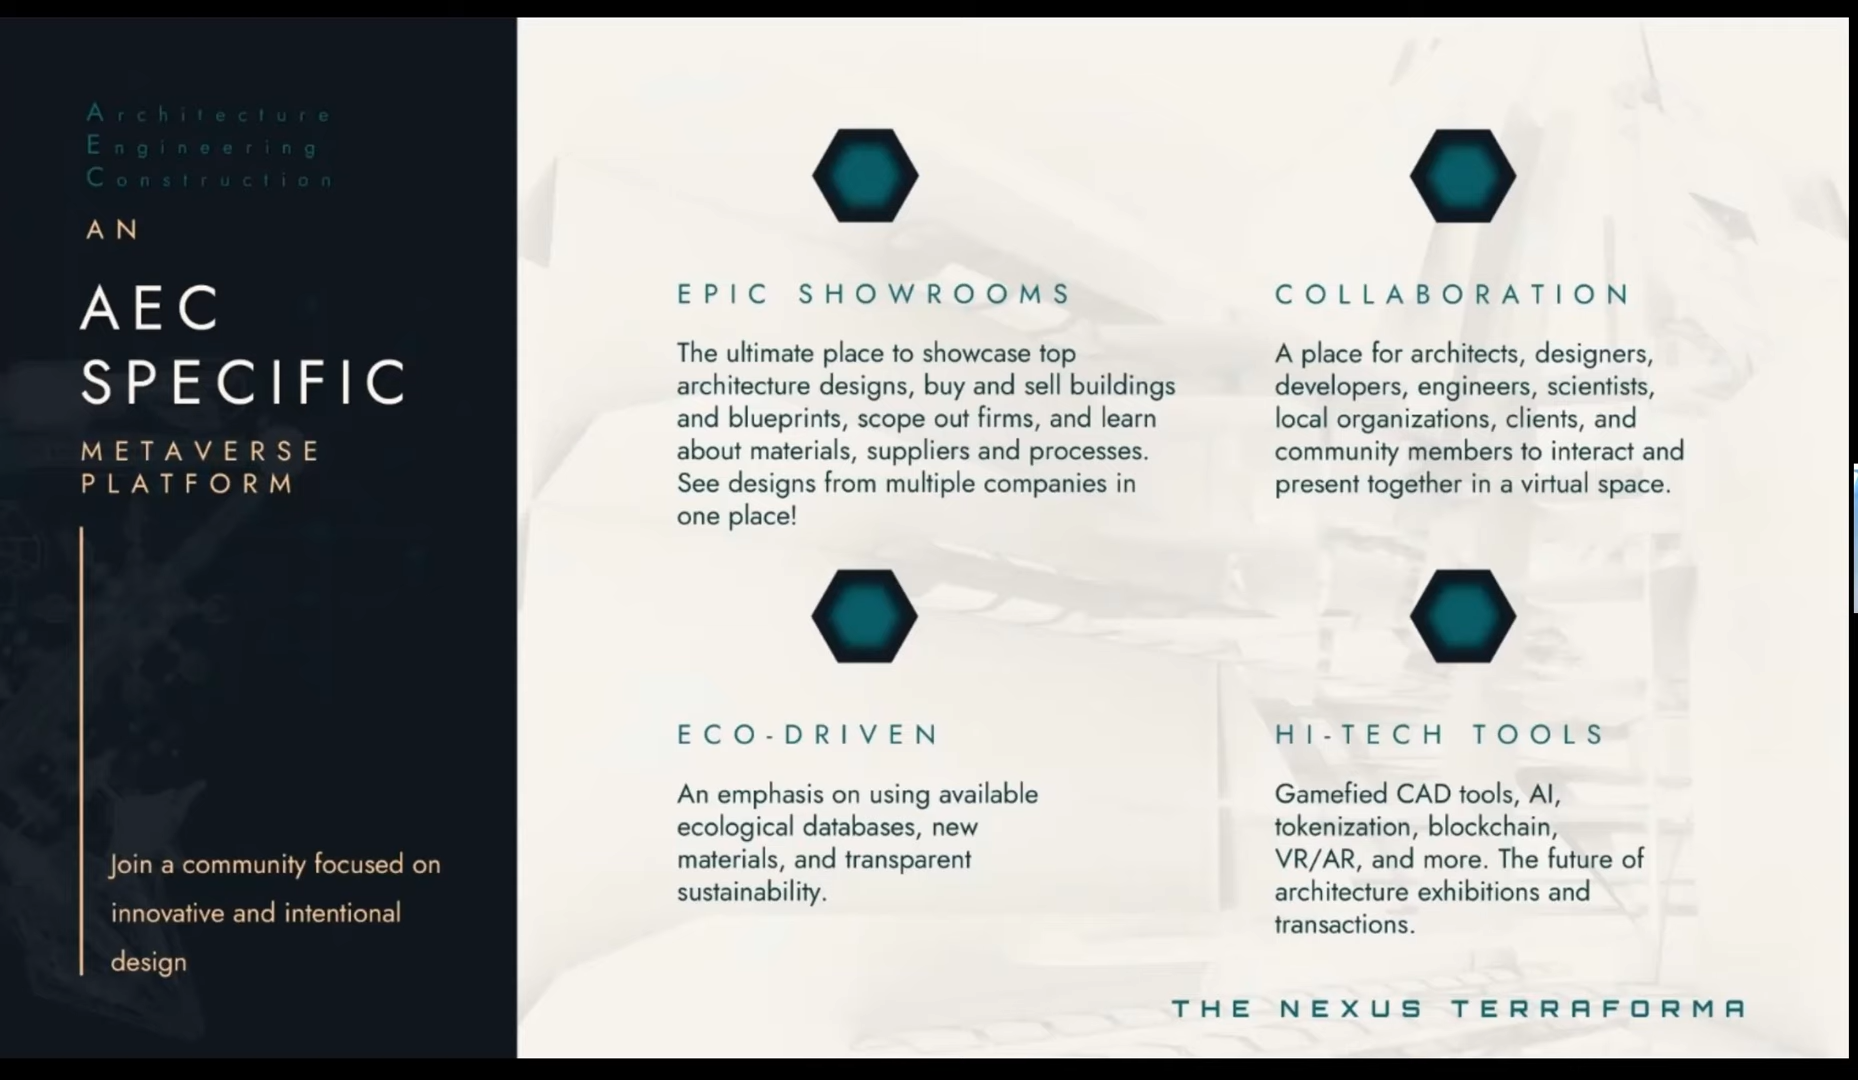 Architecture
Engineering
Construction
AN
AEC
SPECIFIC
METAVERSE
PLATFORM
Join a community focused on
innovative and intentional
design
EPIC SHOWROOMS
The ultimate place to showcase top
architecture designs, buy and sell buildings
and blueprints, scope out firms, and learn
about materials, suppliers and processes.
See designs from multiple companies in
one place!
COLLABORATION
A place for architects, designers,
developers, engineers, scientists,
local organizations, clients, and
community members to interact and
present together in a virtual space.
ECO-DRIVEN
An emphasis on using available
ecological databases, new
materials, and transparent
sustainability.
HI-TECH TOOLS
Gamefied CAD tools, AI,
tokenization, blockchain,
VR/AR, and more. The future of
architecture exhibitions and
transactions.
THE NEXUS TERRAFORMA